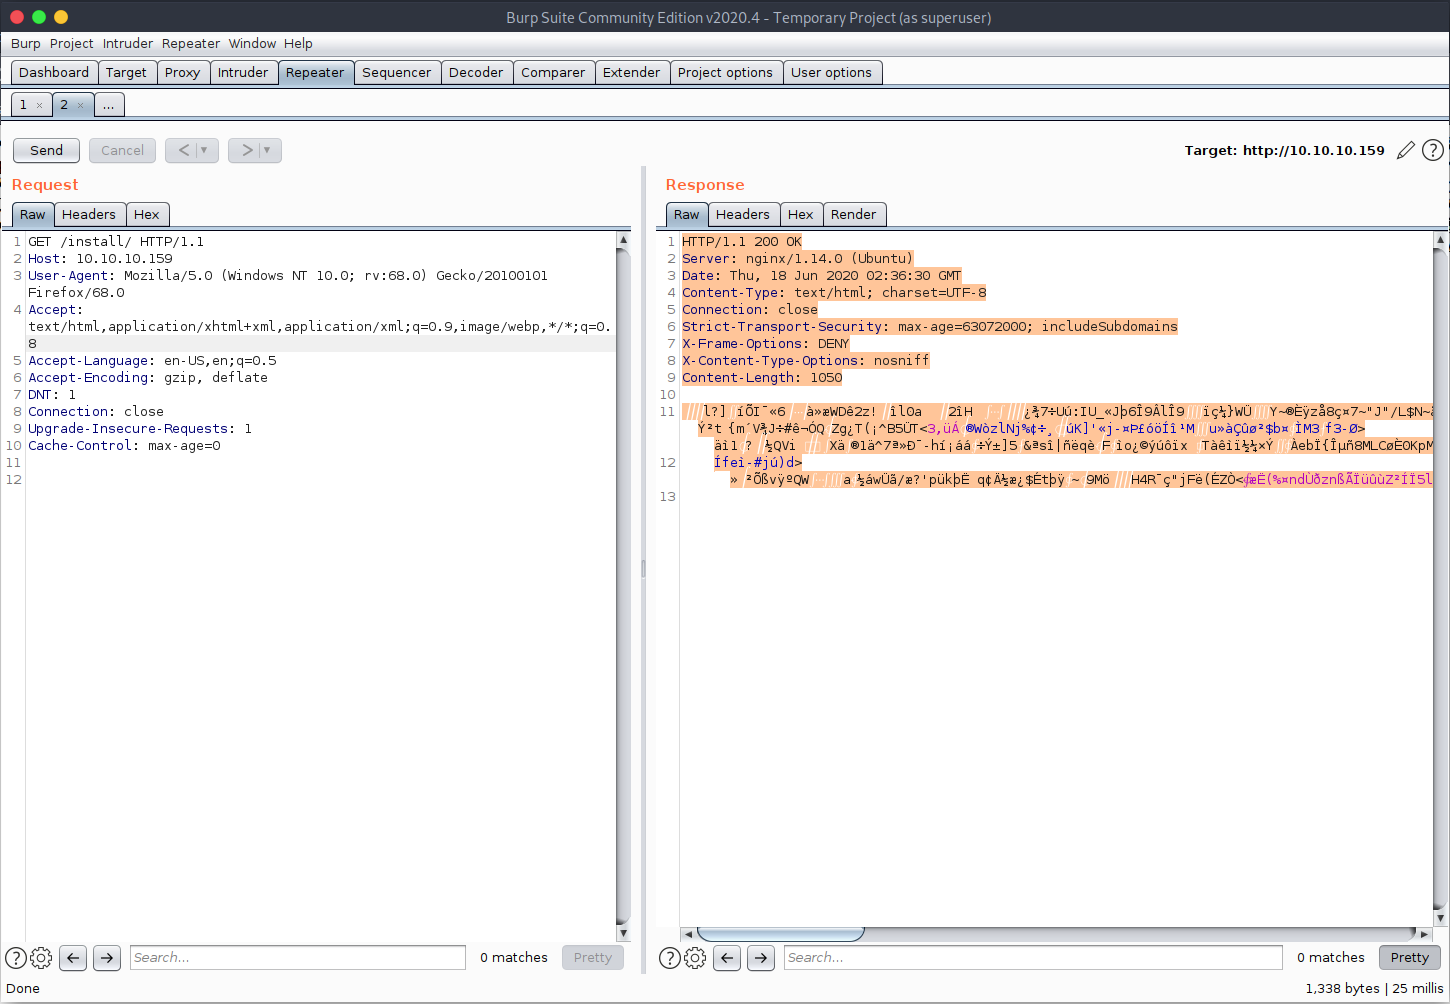 Burp Suite Community Edition v2020.4 - Temporary Project (as superuser)
Burp Project Intruder Repeater Window Help
Dashboard Target Proxy Intruder Repeater Sequencer Decoder Comparer Extender Project options User options
1 × 2 × ...
Send Cancel < ▼ > ▼ Target: http://10.10.10.159 ?
Request
Raw Headers Hex
1 GET /install/ HTTP/1.1
2 Host: 10.10.10.159
3 User-Agent: Mozilla/5.0 (Windows NT 10.0; rv:68.0) Gecko/20100101
Firefox/68.0
4 Accept:
text/html,application/xhtml+xml,application/xml;q=0.9,image/webp,*/*;q=0.
8
5 Accept-Language: en-US,en;q=0.5
6 Accept-Encoding: gzip, deflate
7 DNT: 1
8 Connection: close
9 Upgrade-Insecure-Requests: 1
10 Cache-Control: max-age=0
11
12
? Search... 0 matches Pretty
Response
Raw Headers Hex Render
1 HTTP/1.1 200 OK
2 Server: nginx/1.14.0 (Ubuntu)
3 Date: Thu, 18 Jun 2020 02:36:30 GMT
4 Content-Type: text/html; charset=UTF-8
5 Connection: close
6 Strict-Transport-Security: max-age=63072000; includeSubdomains
7 X-Frame-Options: DENY
8 X-Content-Type-Options: nosniff
9 Content-Length: 1050
10
11
12
13
? Search... 0 matches Pretty
Done 1,338 bytes | 25 millis